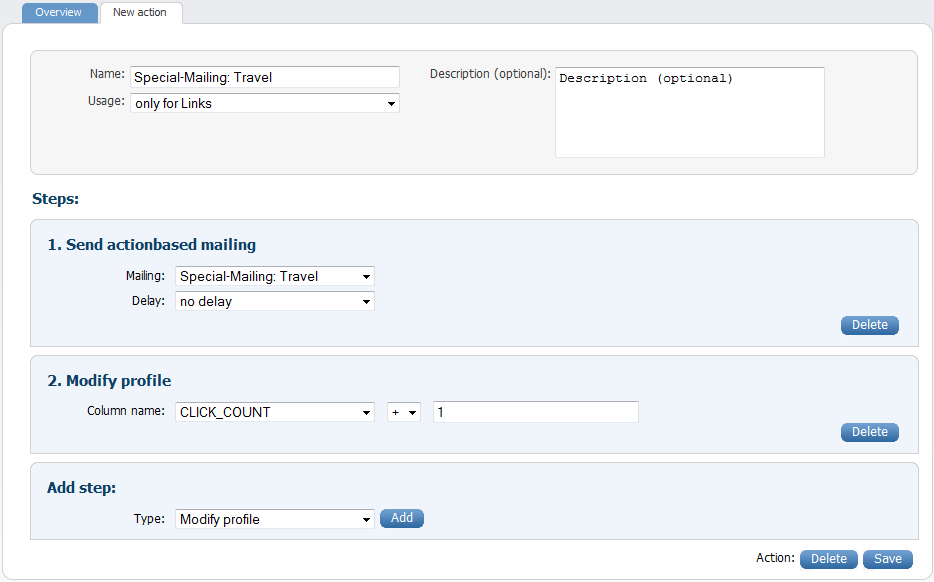 Overview New action
Name: Special-Mailing: Travel Description (optional): Description (optional)
Usage: only for Links
Steps:
1. Send actionbased mailing
Mailing: Special-Mailing: Travel
Delay: no delay
Delete
2. Modify profile
Column name: CLICK_COUNT + 1
Delete
Add step:
Type: Modify profile Add
Action: Delete Save